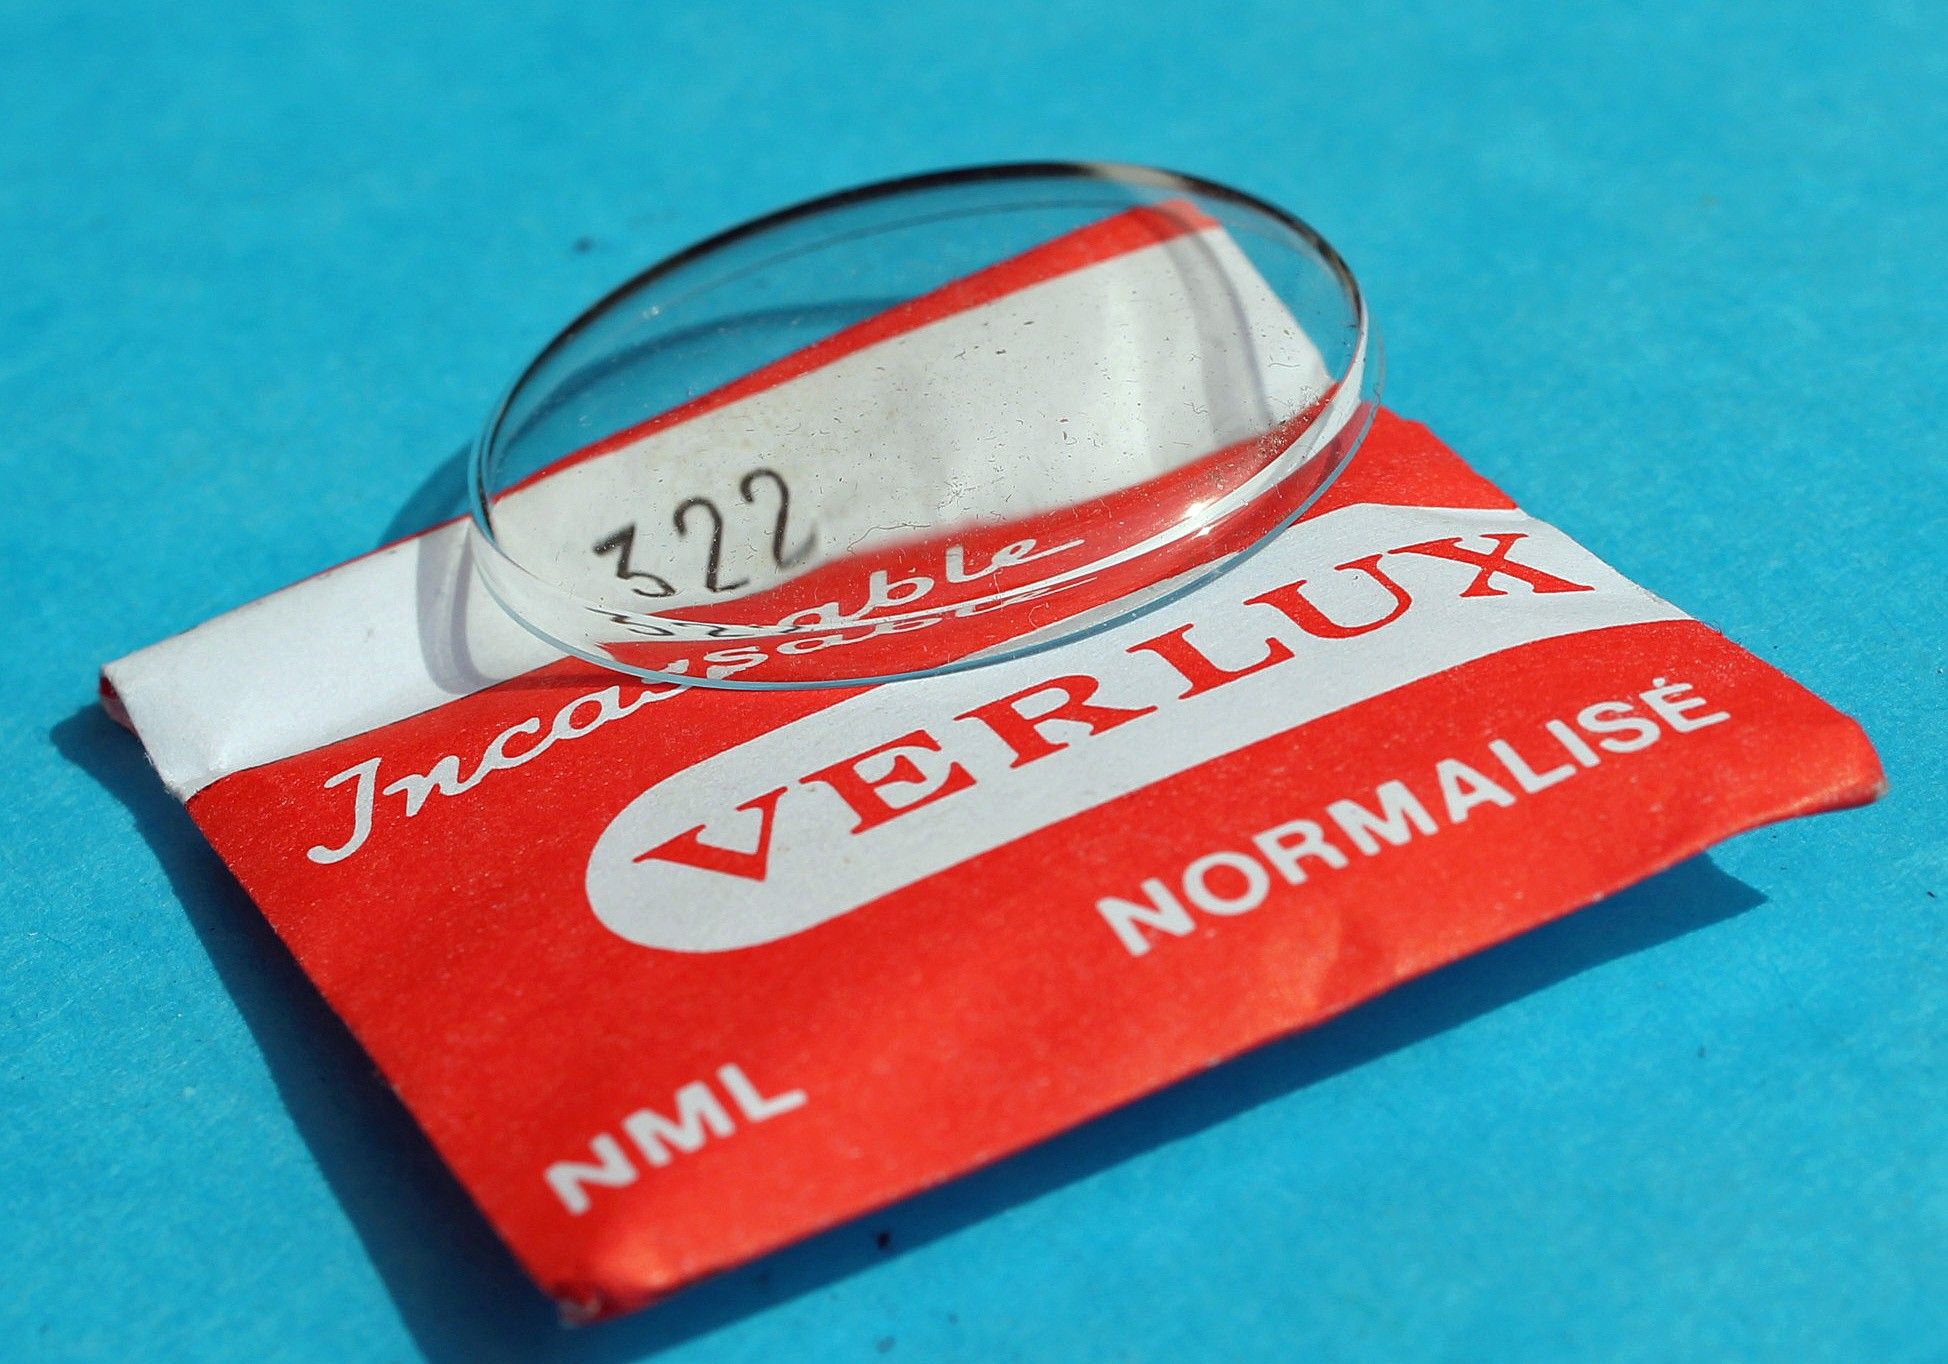 322
Incassable
VERLUX
NORMALISÉ
NML